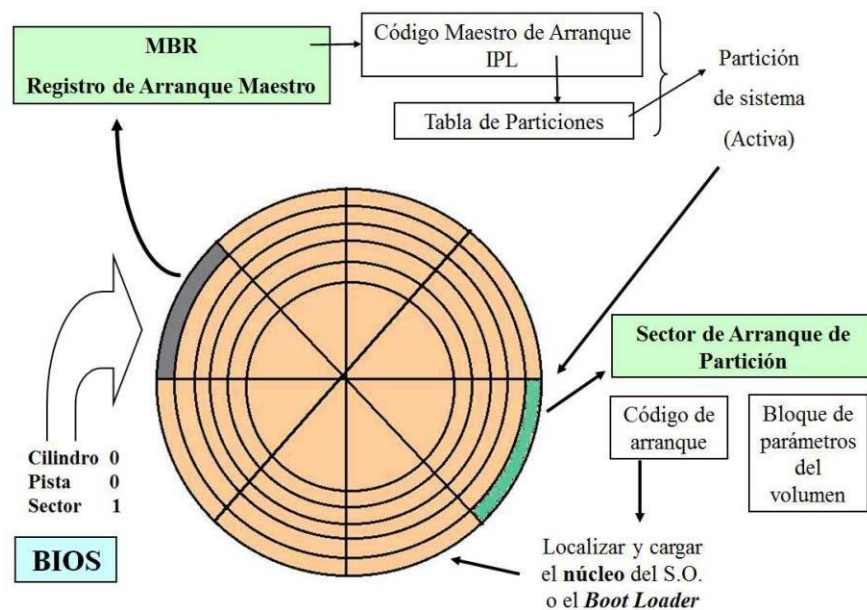 MBR
Registro de Arranque Maestro
Código Maestro de Arranque
IPL
Tabla de Particiones
Partición
de sistema
(Activa)
Sector de Arranque de
Partición
Código de
arranque
Bloque de
parámetros
del
volumen
Cilindro 0
Pista 0
Sector 1
BIOS
Localizar y cargar
el núcleo del S.O.
o el Boot Loader